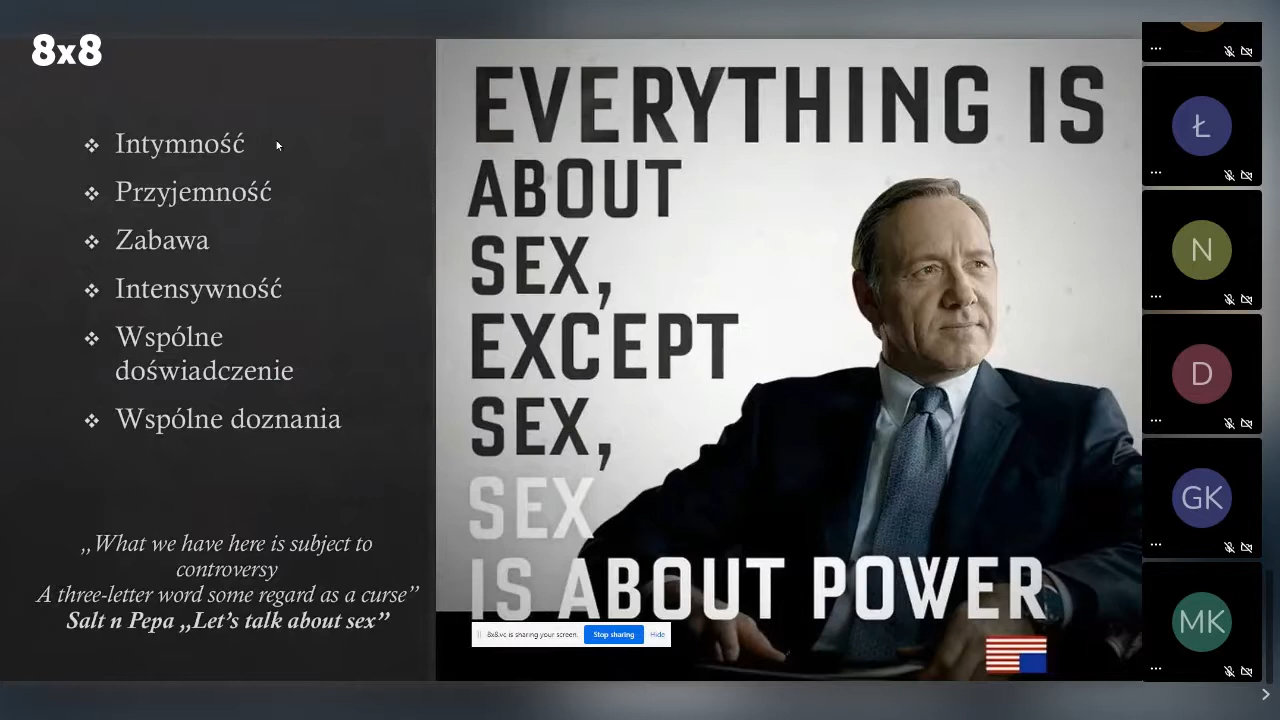 8x8
Intymność
Przyjemność
Zabawa
Intensywność
Wspólne
doświadczenie
Wspólne doznania
„What we have here is subject to
controversy
A three-letter word some regard as a curse”
Salt n Pepa „Let's talk about sex”
EVERYTHING IS
ABOUT
SEX,
EXCEPT
SEX,
SEX
IS ABOUT POWER
8x8.vc is sharing your screen. Stop sharing Hide
Ł
N
D
GK
MK